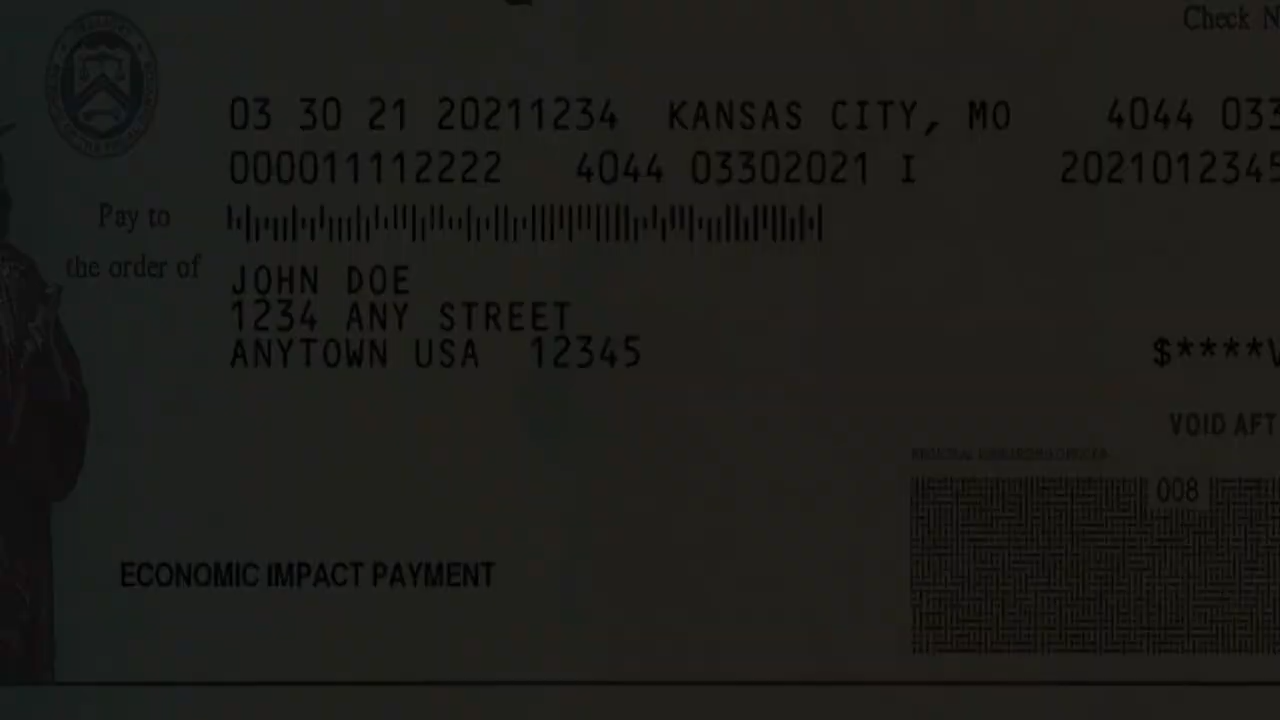 Check N
03 30 21 20211234 KANSAS CITY, MO 4044 033
000011112222 4044 03302021 I 2021012345
Pay to
the order of
JOHN DOE
1234 ANY STREET
ANYTOWN USA 12345
$****V
VOID AFT
008
ECONOMIC IMPACT PAYMENT